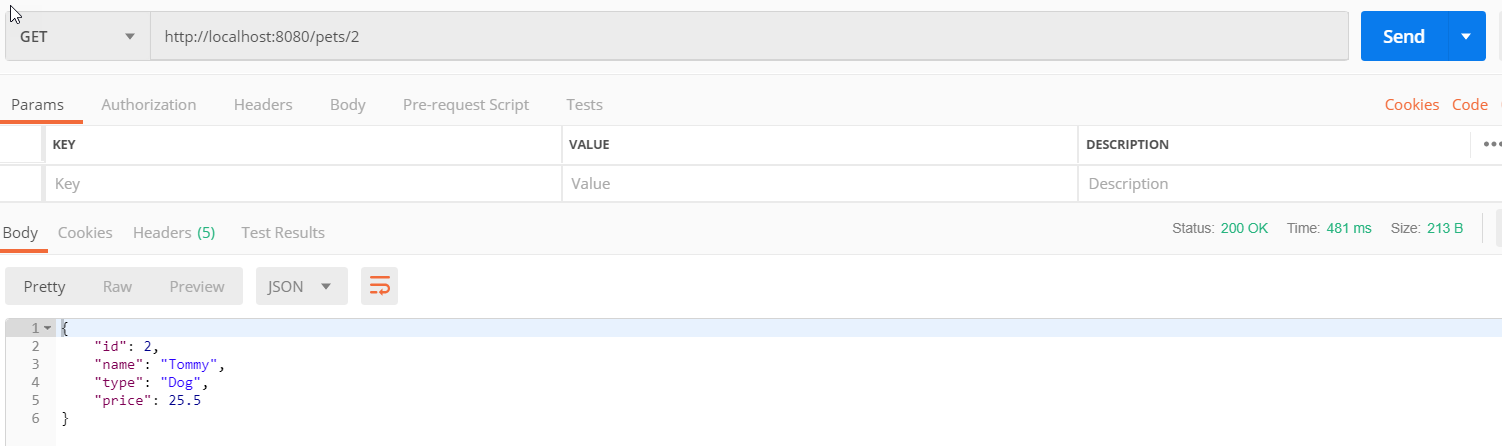 GET http://localhost:8080/pets/2 Send
Params Authorization Headers Body Pre-request Script Tests Cookies Code
KEY VALUE DESCRIPTION
Key Value Description
Body Cookies Headers (5) Test Results Status: 200 OK Time: 481 ms Size: 213 B
Pretty Raw Preview JSON
1 {
2 "id": 2,
3 "name": "Tommy",
4 "type": "Dog",
5 "price": 25.5
6 }